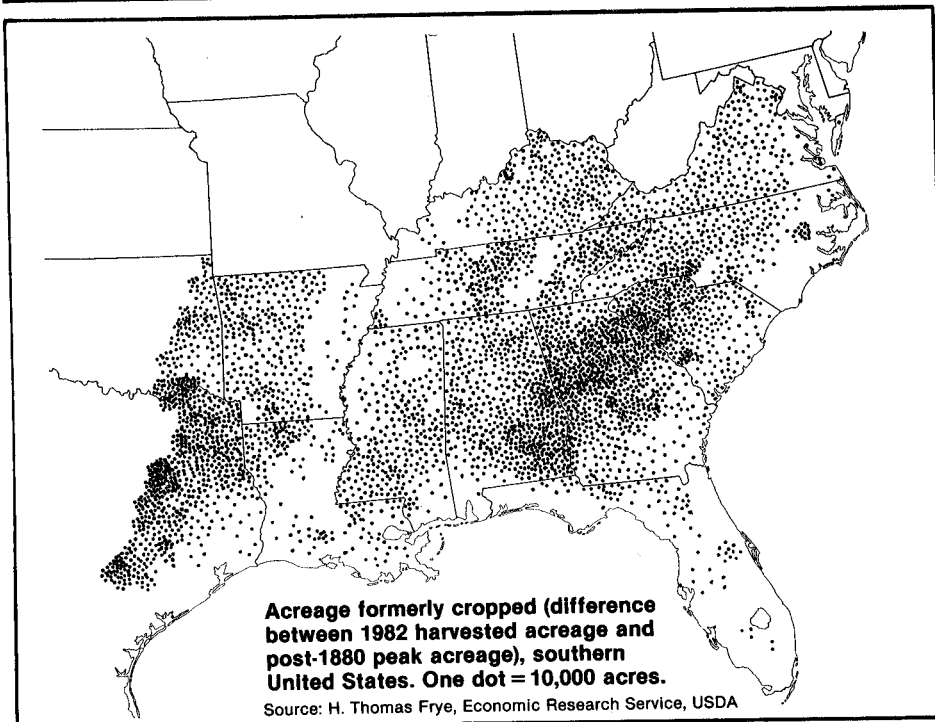 Acreage formerly cropped (difference
between 1982 harvested acreage and
post-1880 peak acreage), southern
United States. One dot = 10,000 acres.
Source: H. Thomas Frye, Economic Research Service, USDA